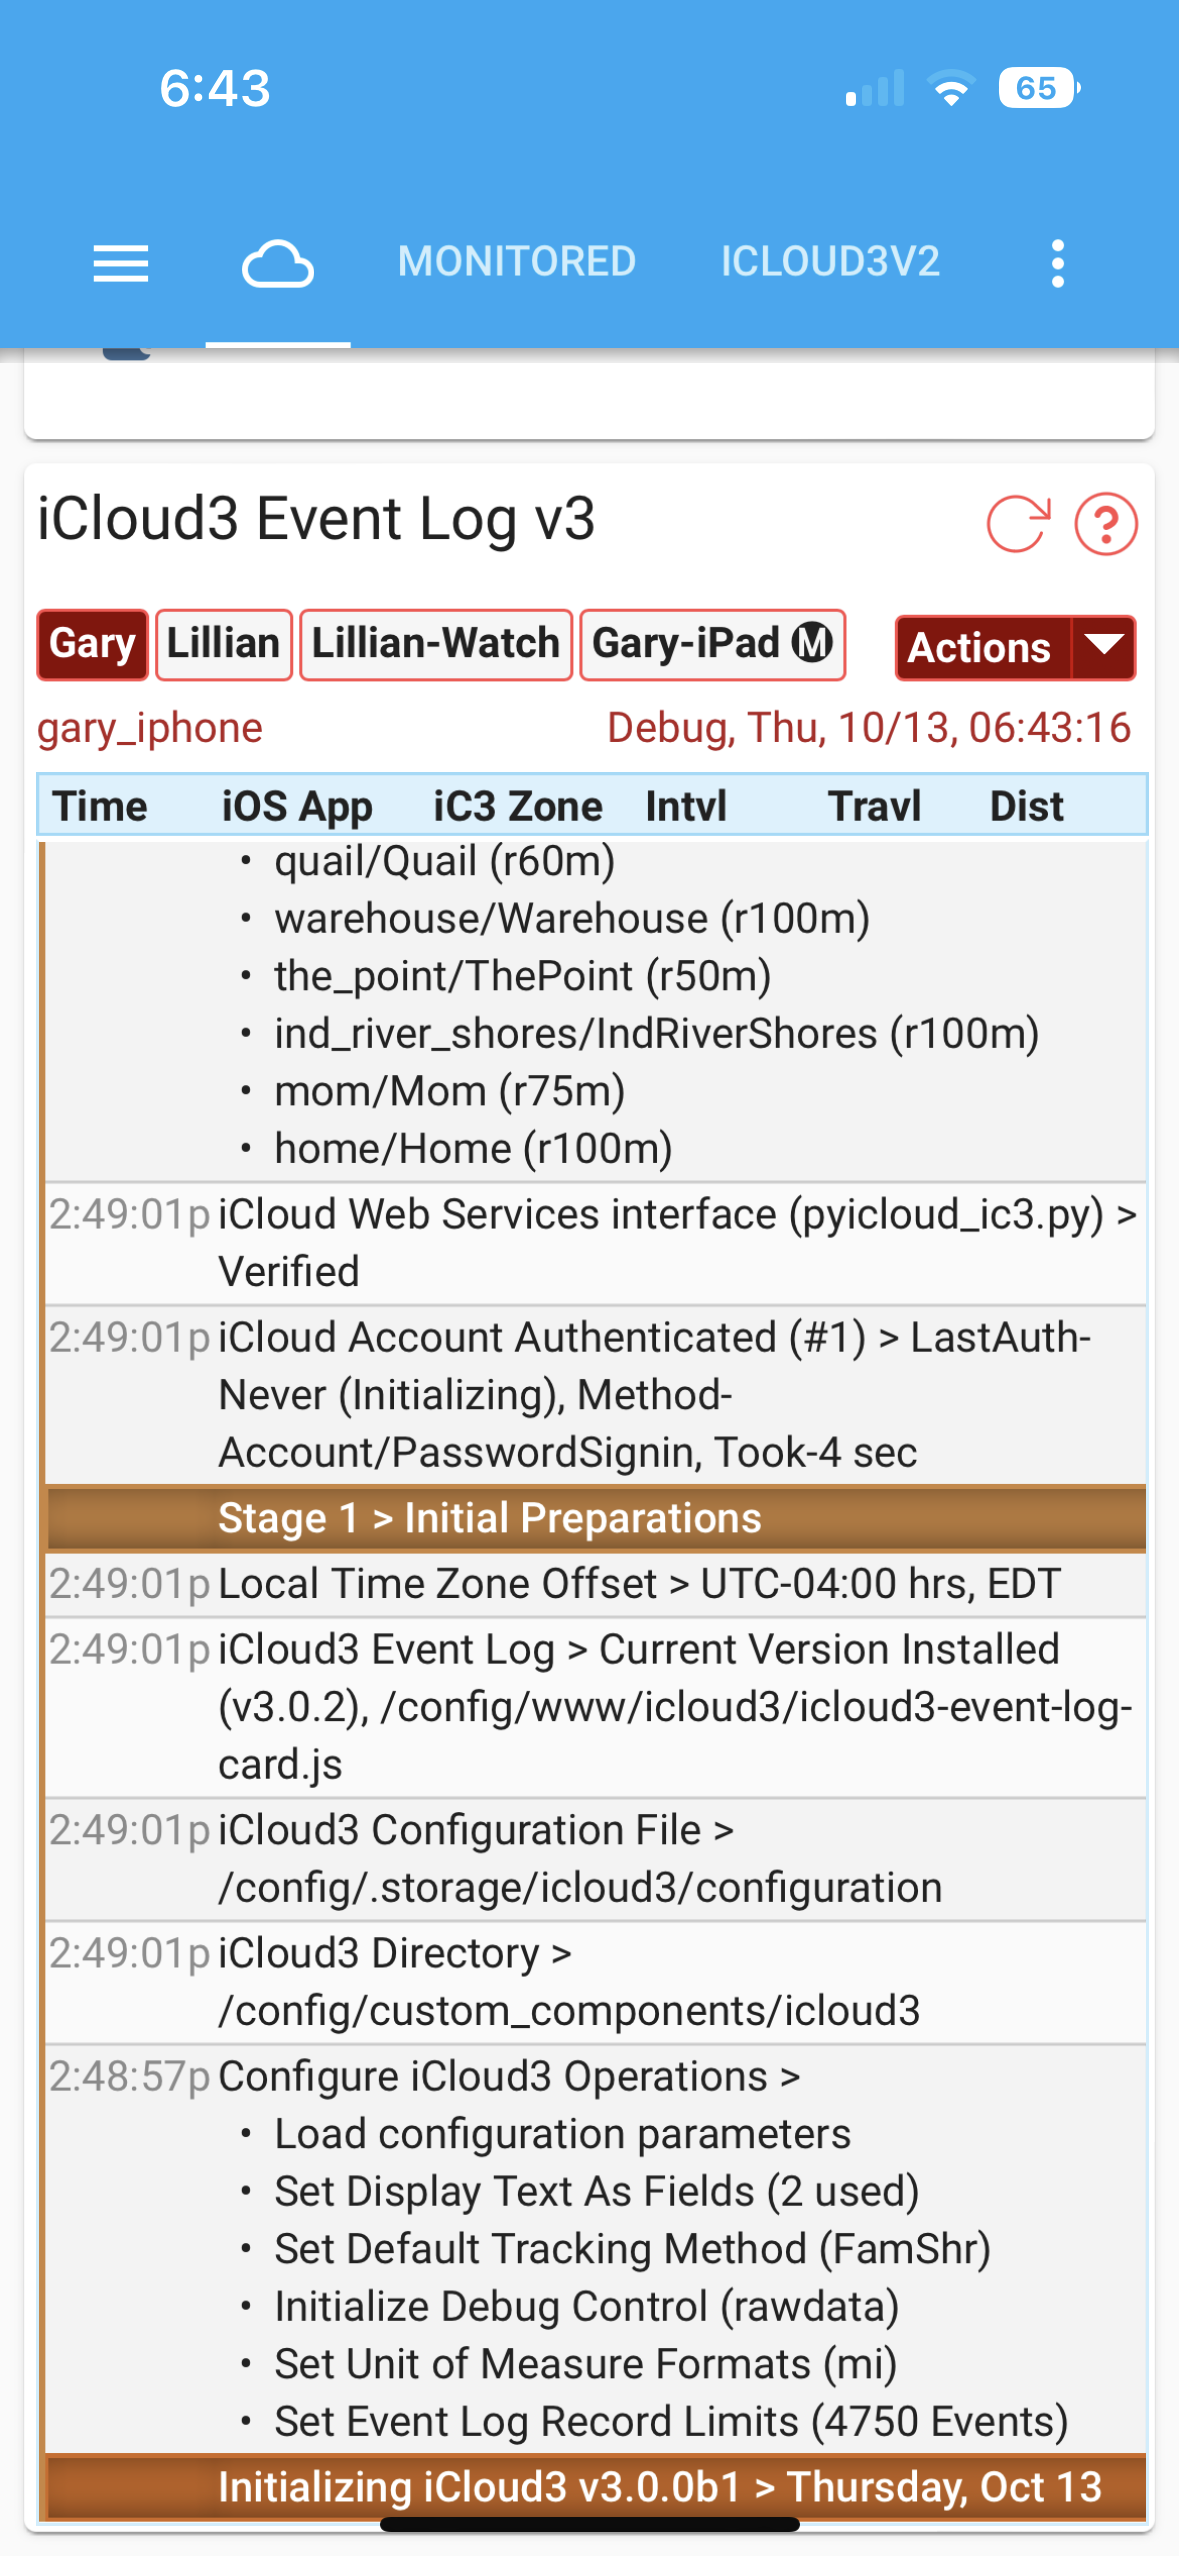 6:43
65
MONITORED
ICLOUD3V2
iCloud3 Event Log v3
?
Gary
Lillian
Lillian-Watch
Gary-iPad M
Actions
gary_iphone
Debug, Thu, 10/13, 06:43:16
Time iOS App iC3 Zone Intvl Travl Dist
• quail/Quail (r60m)
• warehouse/Warehouse (r100m)
• the_point/ThePoint (r50m)
• ind_river_shores/IndRiverShores (r100m)
• mom/Mom (r75m)
• home/Home (r100m)
2:49:01p iCloud Web Services interface (pyicloud_ic3.py) >
Verified
2:49:01p iCloud Account Authenticated (#1) > LastAuth-
Never (Initializing), Method-
Account/PasswordSignin, Took-4 sec
Stage 1 > Initial Preparations
2:49:01p Local Time Zone Offset > UTC-04:00 hrs, EDT
2:49:01p iCloud3 Event Log > Current Version Installed
(v3.0.2), /config/www/icloud3/icloud3-event-log-
card.js
2:49:01p iCloud3 Configuration File >
/config/.storage/icloud3/configuration
2:49:01p iCloud3 Directory >
/config/custom_components/icloud3
2:48:57p Configure iCloud3 Operations >
• Load configuration parameters
• Set Display Text As Fields (2 used)
• Set Default Tracking Method (FamShr)
• Initialize Debug Control (rawdata)
• Set Unit of Measure Formats (mi)
• Set Event Log Record Limits (4750 Events)
Initializing iCloud3 v3.0.0b1 > Thursday, Oct 13